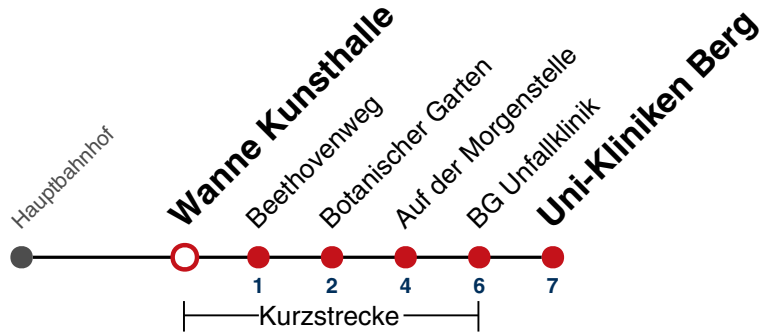 Hauptbahnhof
Wanne Kunsthalle
Beethovenweg
Botanischer Garten
Auf der Morgenstelle
BG Unfallklinik
Uni-Kliniken Berg
1 2 4 6 7
Kurzstrecke